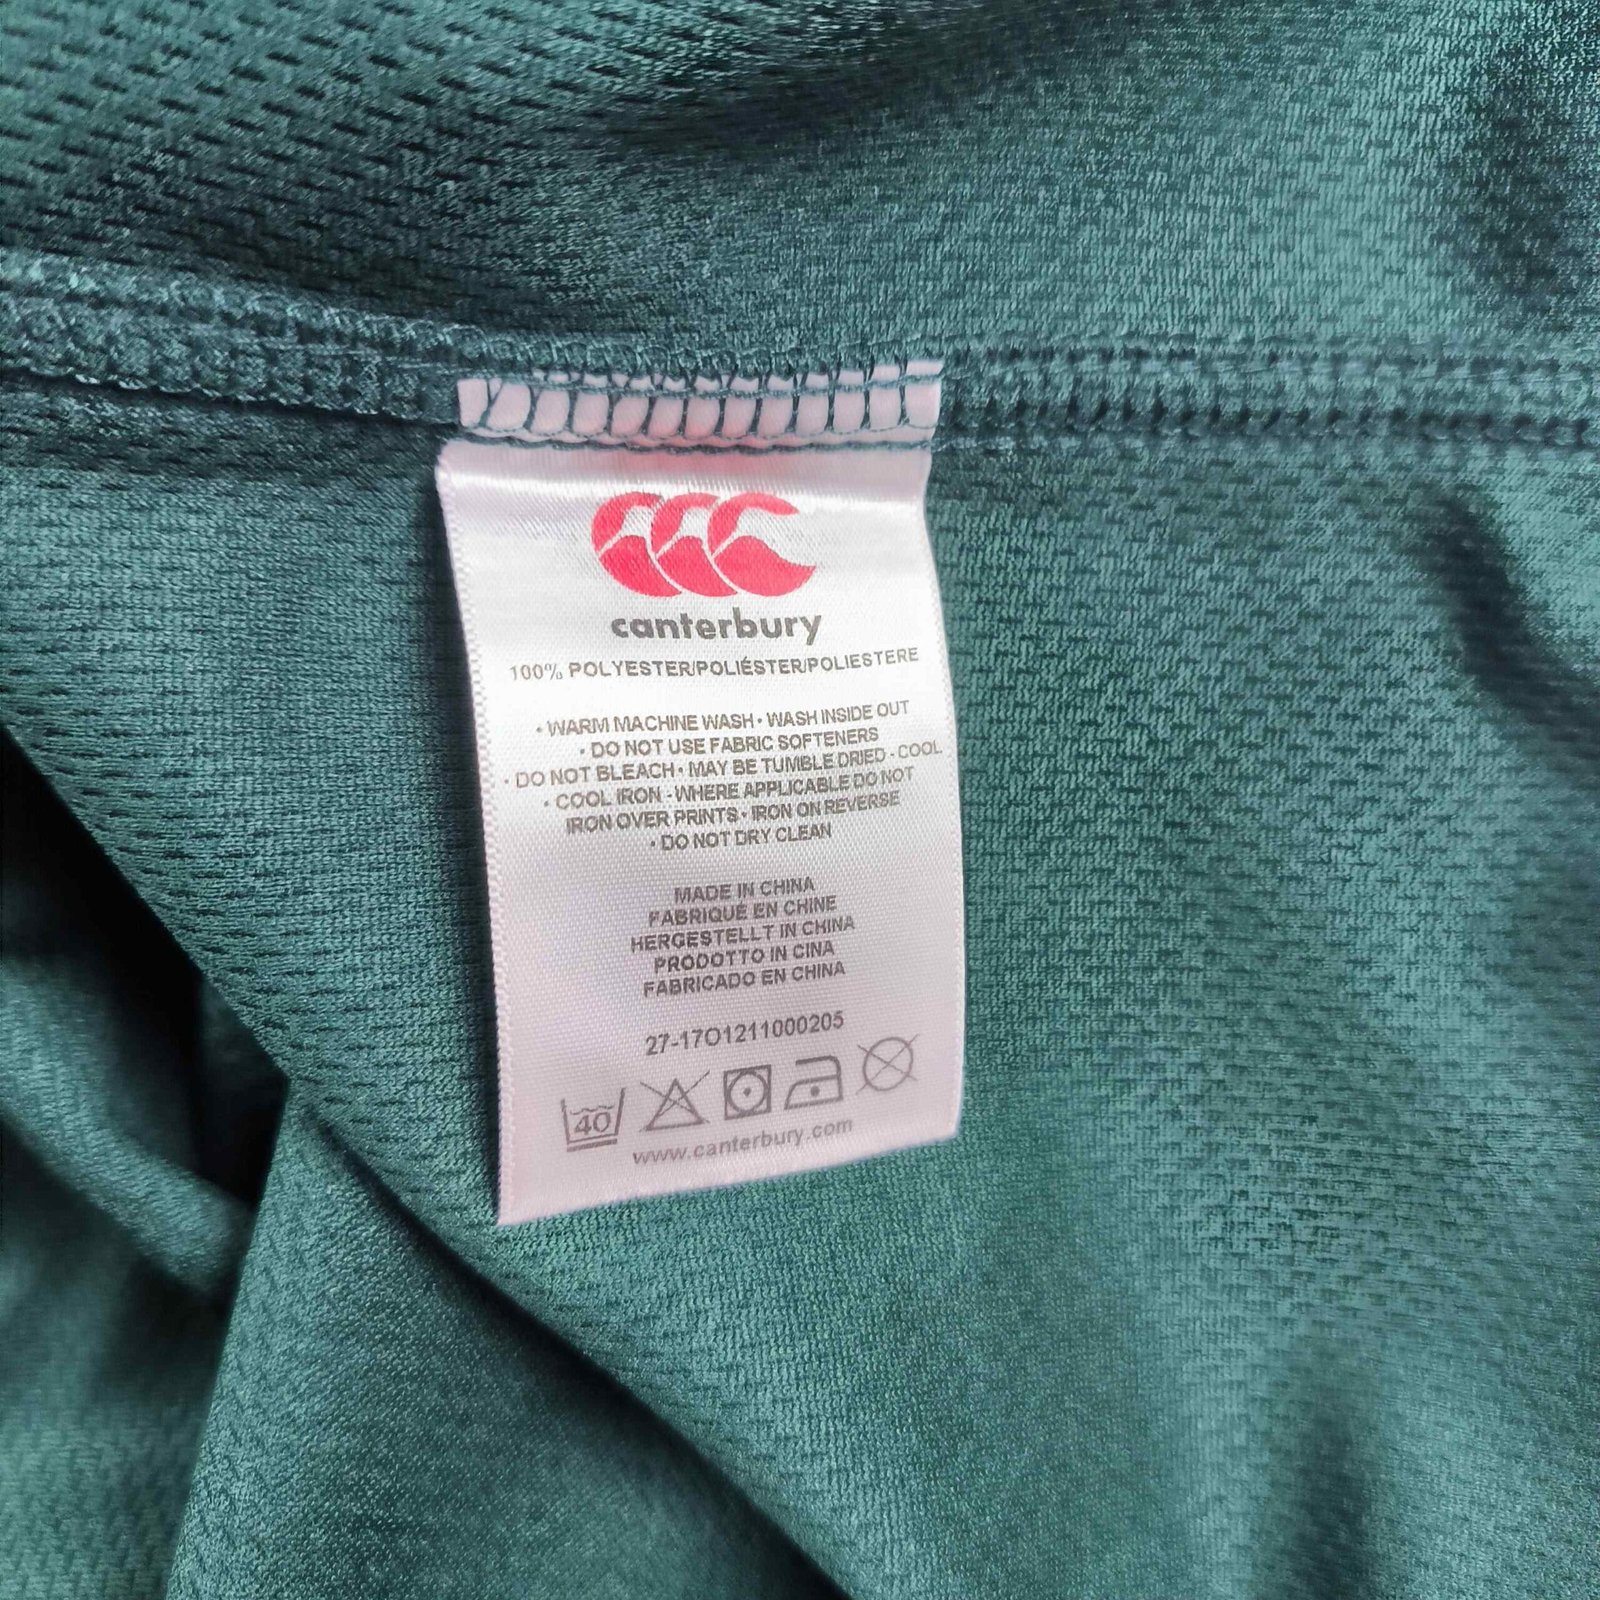 canterbury
100% POLYESTER/POLIÉSTER/POLIESTERE
• WARM MACHINE WASH • WASH INSIDE OUT
• DO NOT USE FABRIC SOFTENERS
• DO NOT BLEACH • MAY BE TUMBLE DRIED - COOL
• COOL IRON - WHERE APPLICABLE DO NOT
IRON OVER PRINTS • IRON ON REVERSE
• DO NOT DRY CLEAN
MADE IN CHINA
FABRIQUÉ EN CHINE
HERGESTELLT IN CHINA
PRODOTTO IN CINA
FABRICADO EN CHINA
27-17O1211000205
40
www.canterbury.com